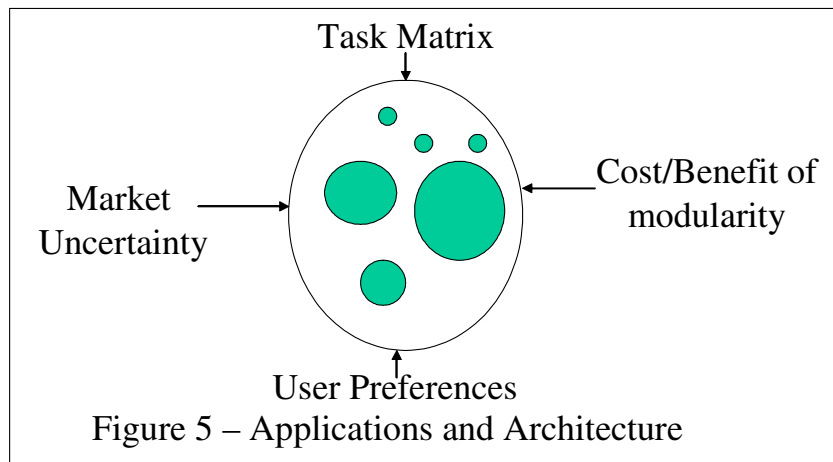 Task Matrix
Market
Uncertainty
Cost/Benefit of
modularity
User Preferences
Figure 5 – Applications and Architecture